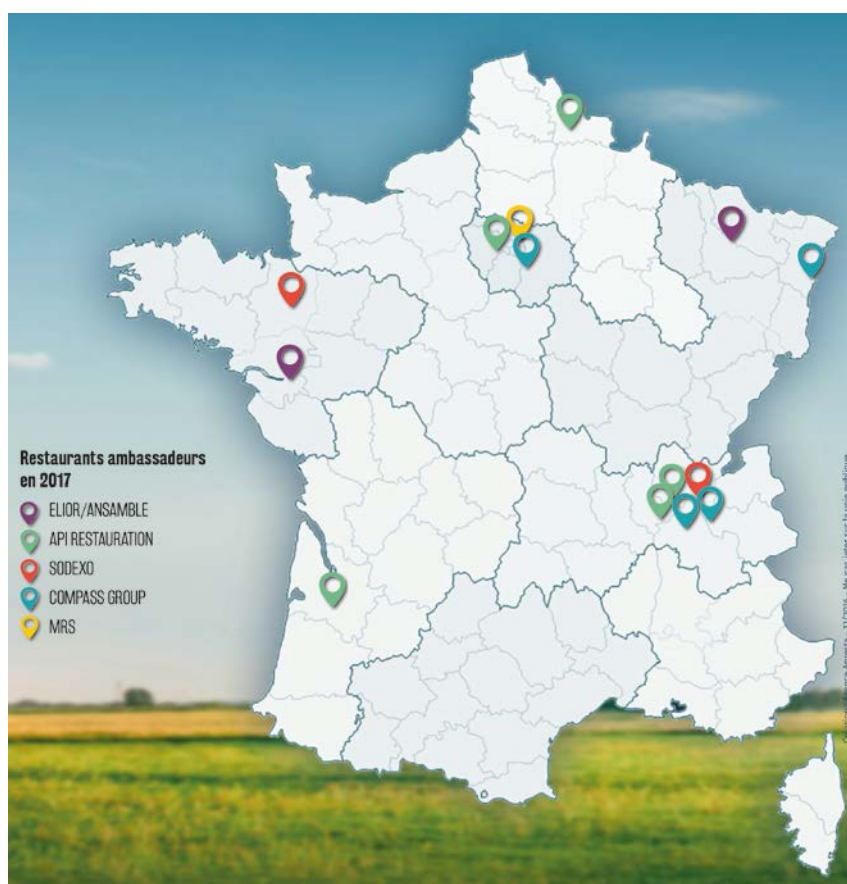 Restaurants ambassadeurs
en 2017
ELIOR/ANSAMBLE
API RESTAURATION
SODEXO
COMPASS GROUP
MRS